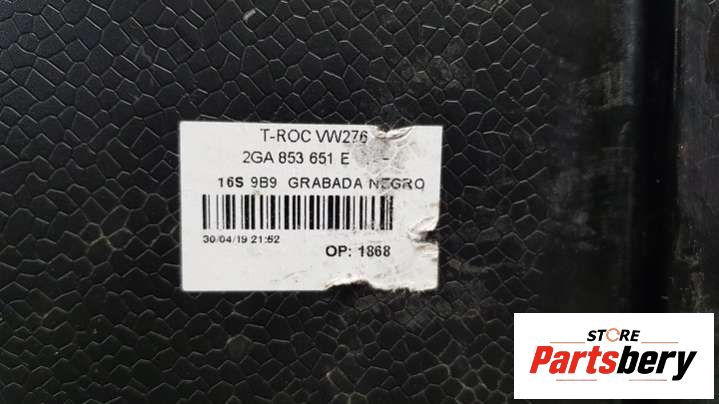 T-ROC VW276
2GA 853 651 E
16S 9B9 GRABADA NEGRO
30/04/19 21:52
OP: 1868
STORE
Partsbery